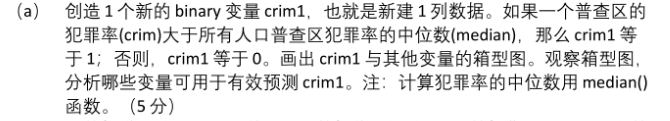 (a) 创造 1 个新的 binary 变量 crim1，也就是新建 1 列数据。如果一个普查区的
犯罪率(crim)大于所有人口普查区犯罪率的中位数(median)，那么 crim1 等
于 1；否则，crim1 等于 0。画出 crim1 与其他变量的箱型图。观察箱型图，
分析哪些变量可用于有效预测 crim1。注：计算犯罪率的中位数用 median()
函数。（5 分）